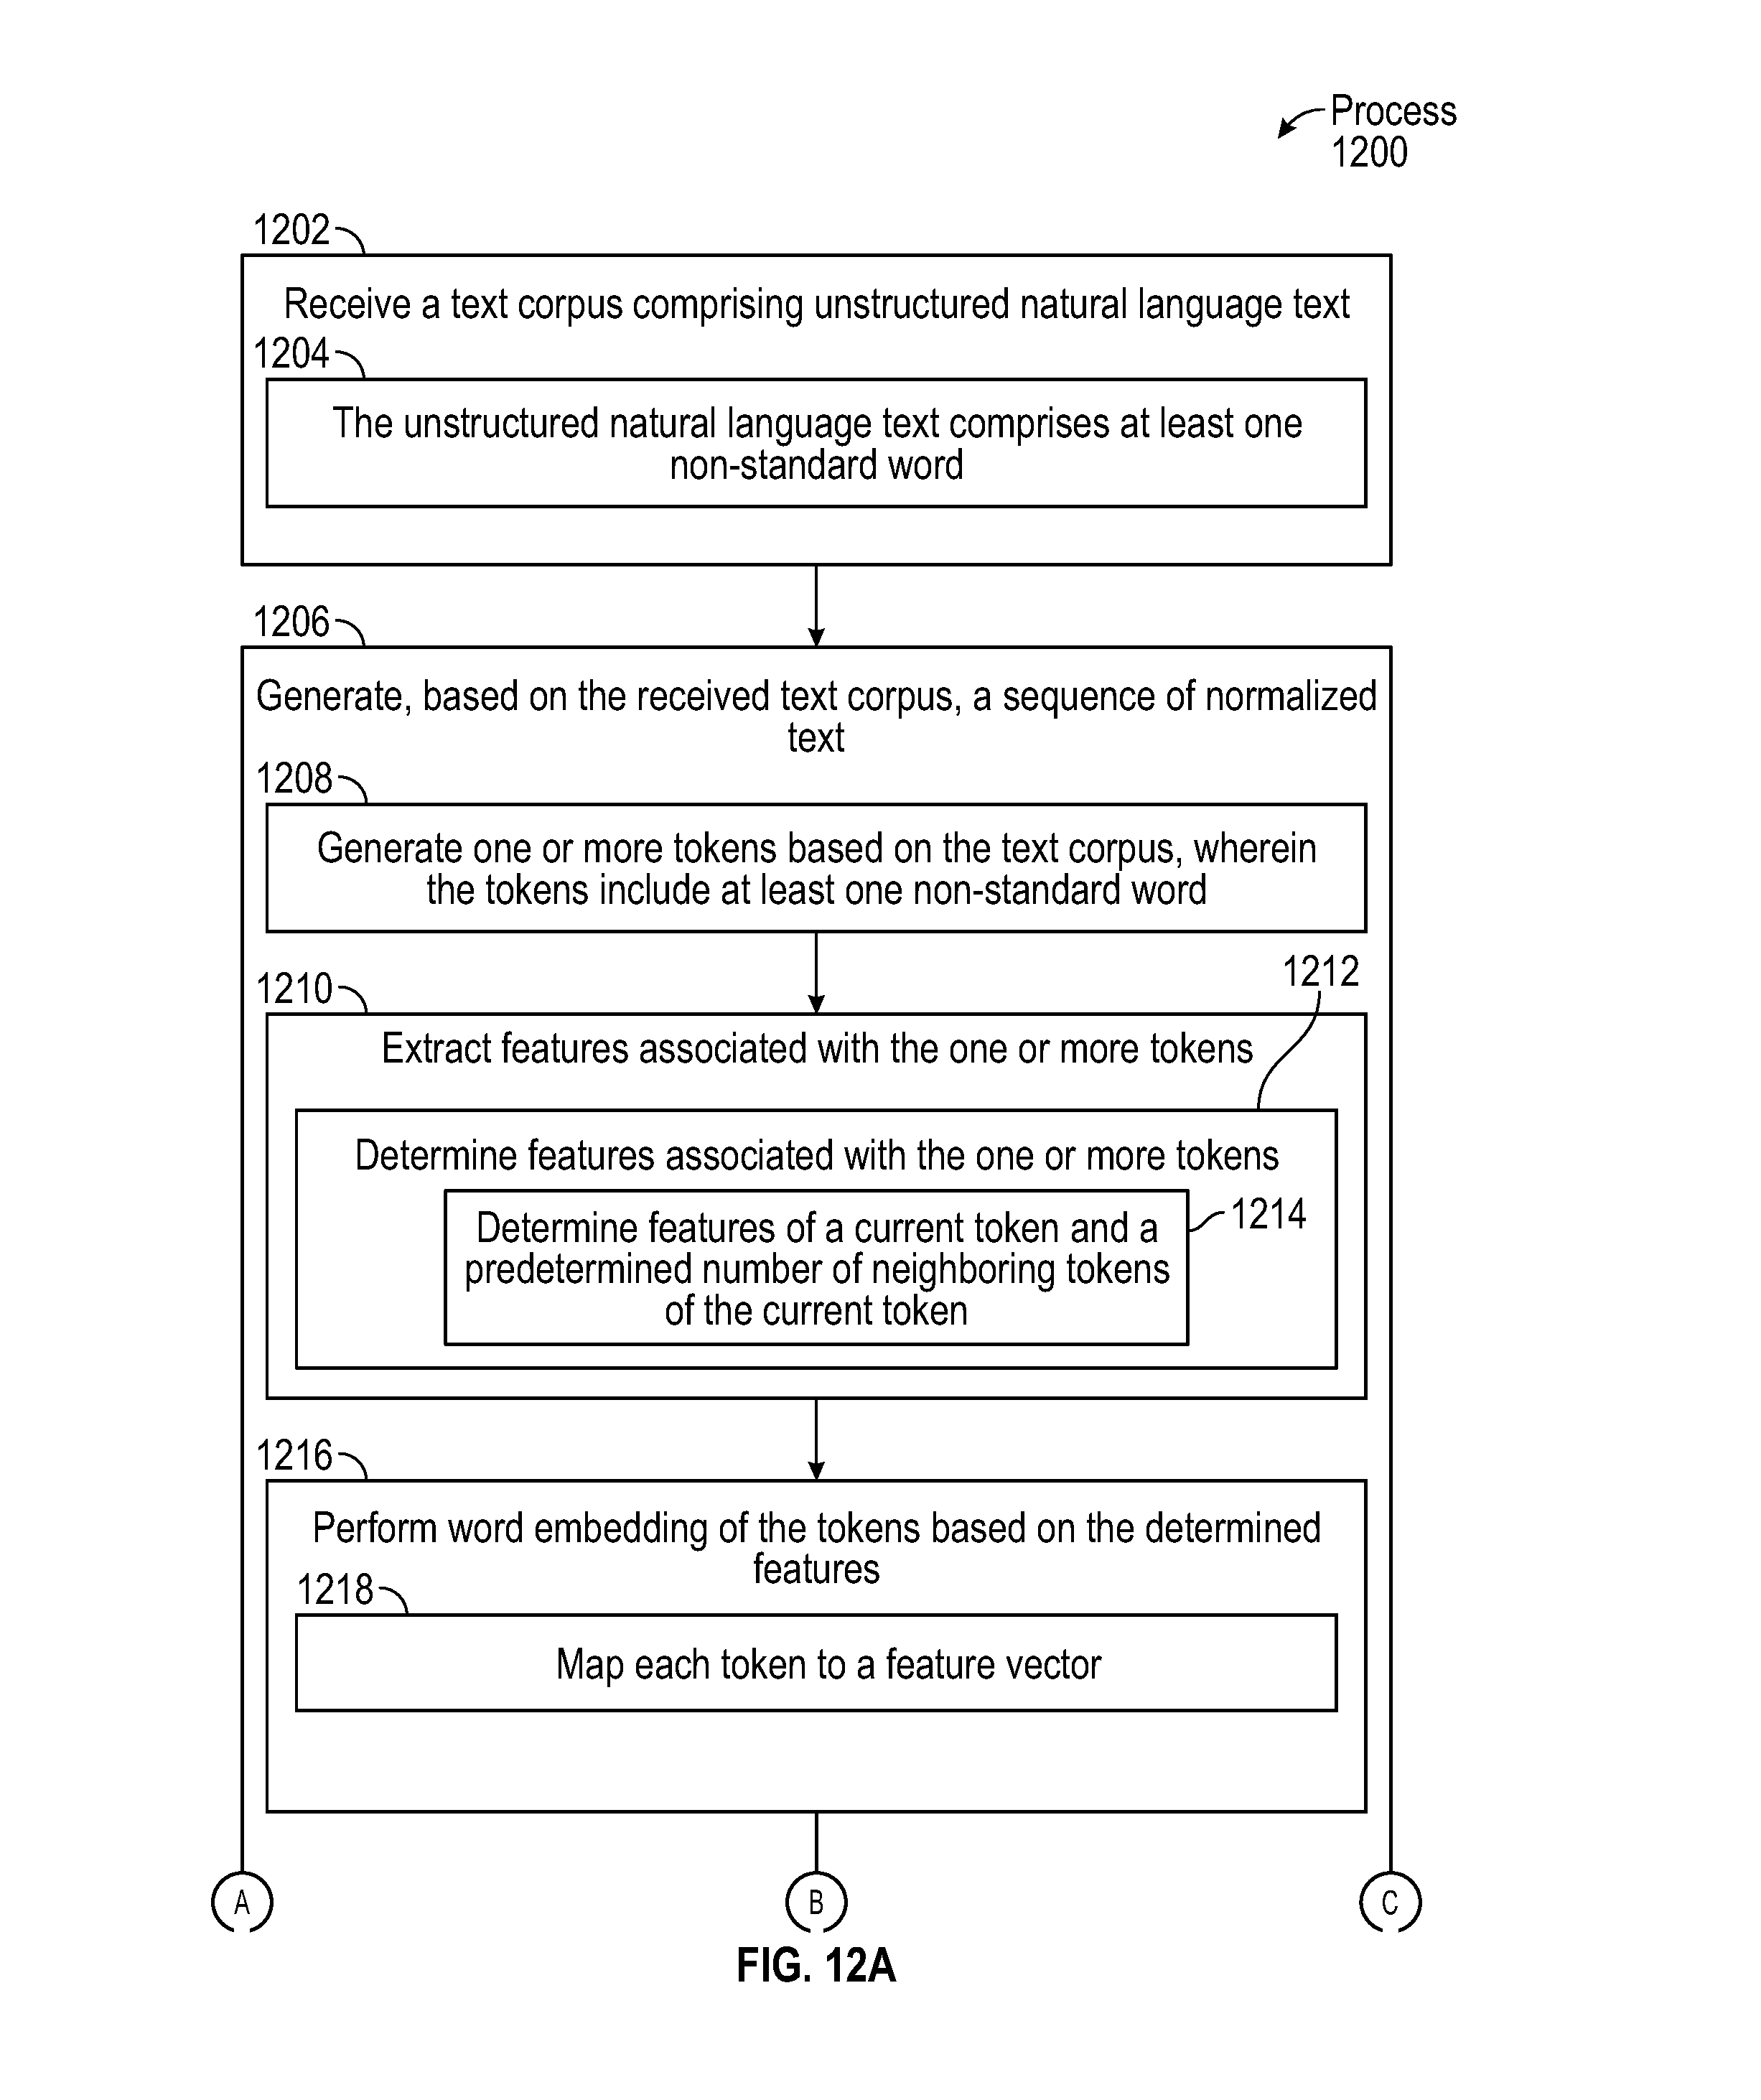 Process
1200
1202
Receive a text corpus comprising unstructured natural language text
1204
The unstructured natural language text comprises at least one
non-standard word
1206
Generate, based on the received text corpus, a sequence of normalized
text
1208
Generate one or more tokens based on the text corpus, wherein
the tokens include at least one non-standard word
1212
1210
Extract features associated with the one or more tokens
Determine features associated with the one or more tokens
1214
Determine features of a current token and a
predetermined number of neighboring tokens
of the current token
1216
Perform word embedding of the tokens based on the determined
features
1218
Map each token to a feature vector
A
B
C
FIG. 12A